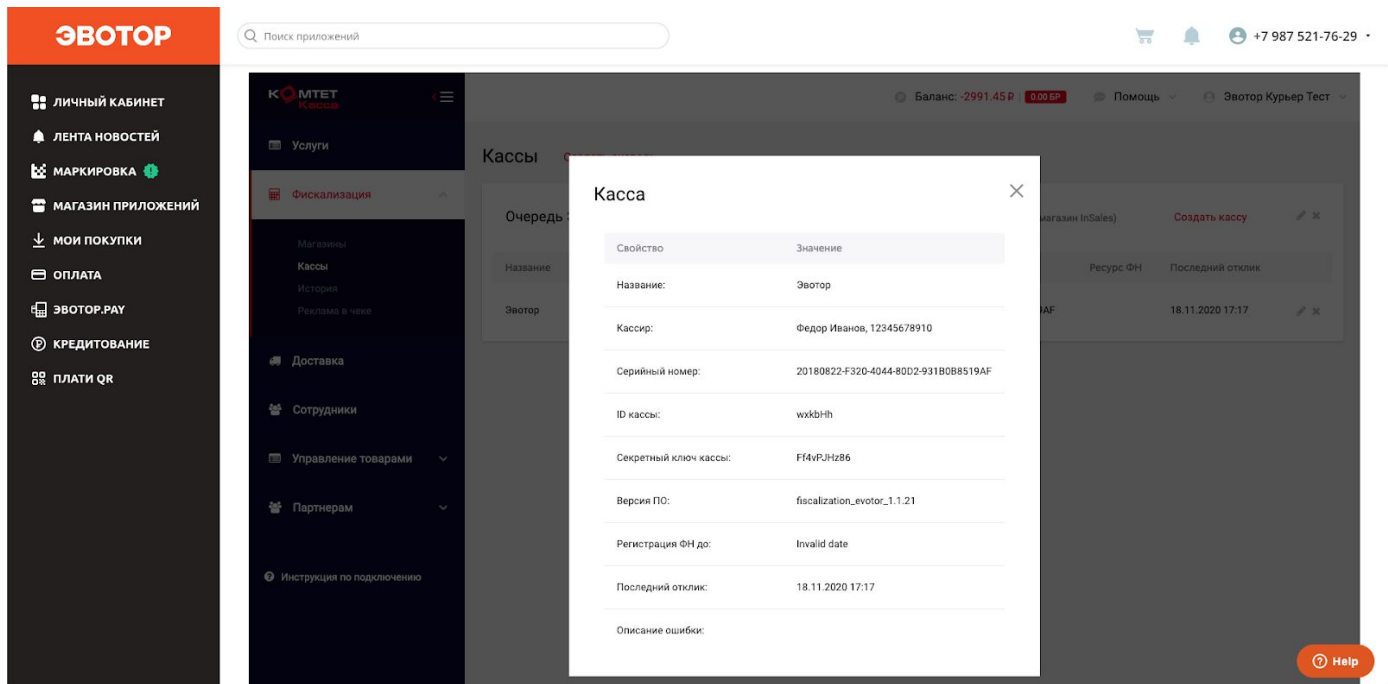 ЭВОТОР
Поиск приложений
+7 987 521-76-29
ЛИЧНЫЙ КАБИНЕТ
ЛЕНТА НОВОСТЕЙ
МАРКИРОВКА
МАГАЗИН ПРИЛОЖЕНИЙ
МОИ ПОКУПКИ
ОПЛАТА
ЭВОТОР.PAY
КРЕДИТОВАНИЕ
ПЛАТИ QR
КОМТЕТ
Касса
Баланс: -2991.45 ₽ 0.00 БР Помощь Эвотор Курьер Тест
Услуги
Фискализация
Магазины
Кассы
История
Реклама в чеке
Доставка
Сотрудники
Управление товарами
Партнерам
Инструкция по подключению
Кассы
Очередь
магазин InSales) Создать кассу
Название Ресурс ФН Последний отклик
Эвотор 9AF 18.11.2020 17:17
Касса
Свойство Значение
Название: Эвотор
Кассир: Федор Иванов, 12345678910
Серийный номер: 20180822-F320-4044-80D2-931B0B8519AF
ID кассы: wxkbHh
Секретный ключ кассы: Ff4vPJHz86
Версия ПО: fiscalization_evotor_1.1.21
Регистрация ФН до: Invalid date
Последний отклик: 18.11.2020 17:17
Описание ошибки:
Help